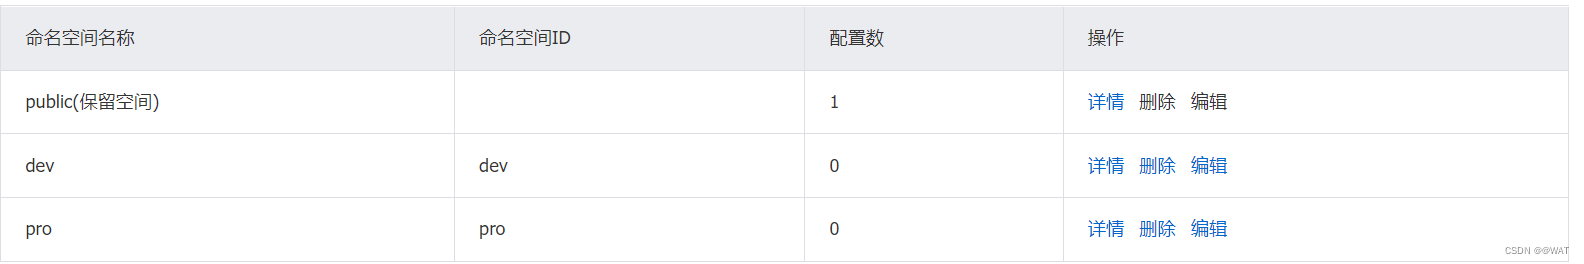 命名空间名称 命名空间ID 配置数 操作
public(保留空间) 1 详情 删除 编辑
dev dev 0 详情 删除 编辑
pro pro 0 详情 删除 编辑
CSDN @@WAT